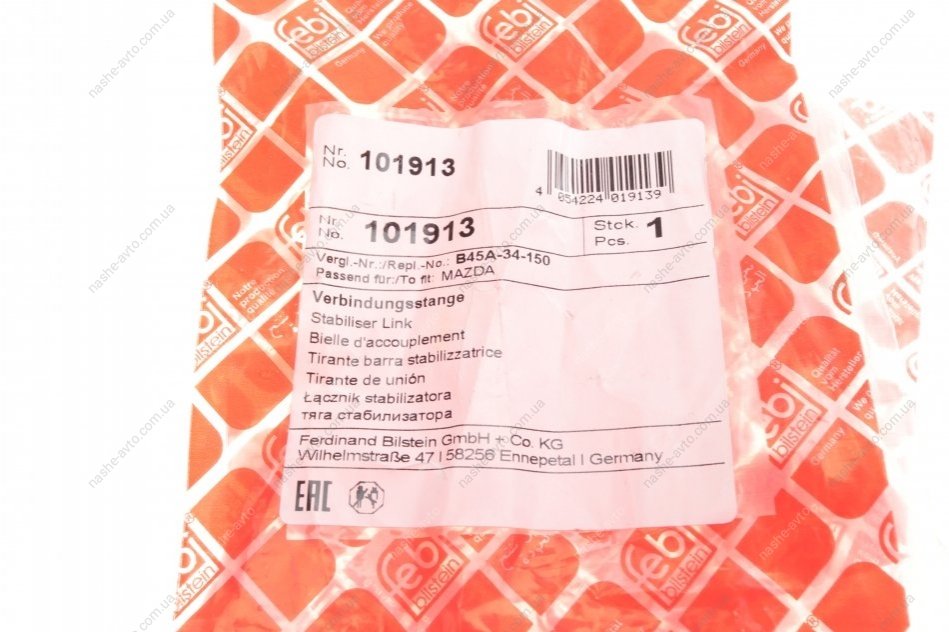 Nr.
No. 101913
4 054224 019139
Nr.
No. 101913
Stck.
Pcs. 1
Vergl.-Nr.:/Repl.-No.: B45A-34-150
Passend für:/To fit: MAZDA
Verbindungsstange
Stabiliser Link
Bielle d'accouplement
Tirante barra stabilizzatrice
Tirante de unión
Łącznik stabilizatora
тяга стабилизатора
Ferdinand Bilstein GmbH + Co. KG
Wilhelmstraße 47 I 58256 Ennepetal I Germany
EAC
febi
bilstein
Germany
nashe-avto.com.ua